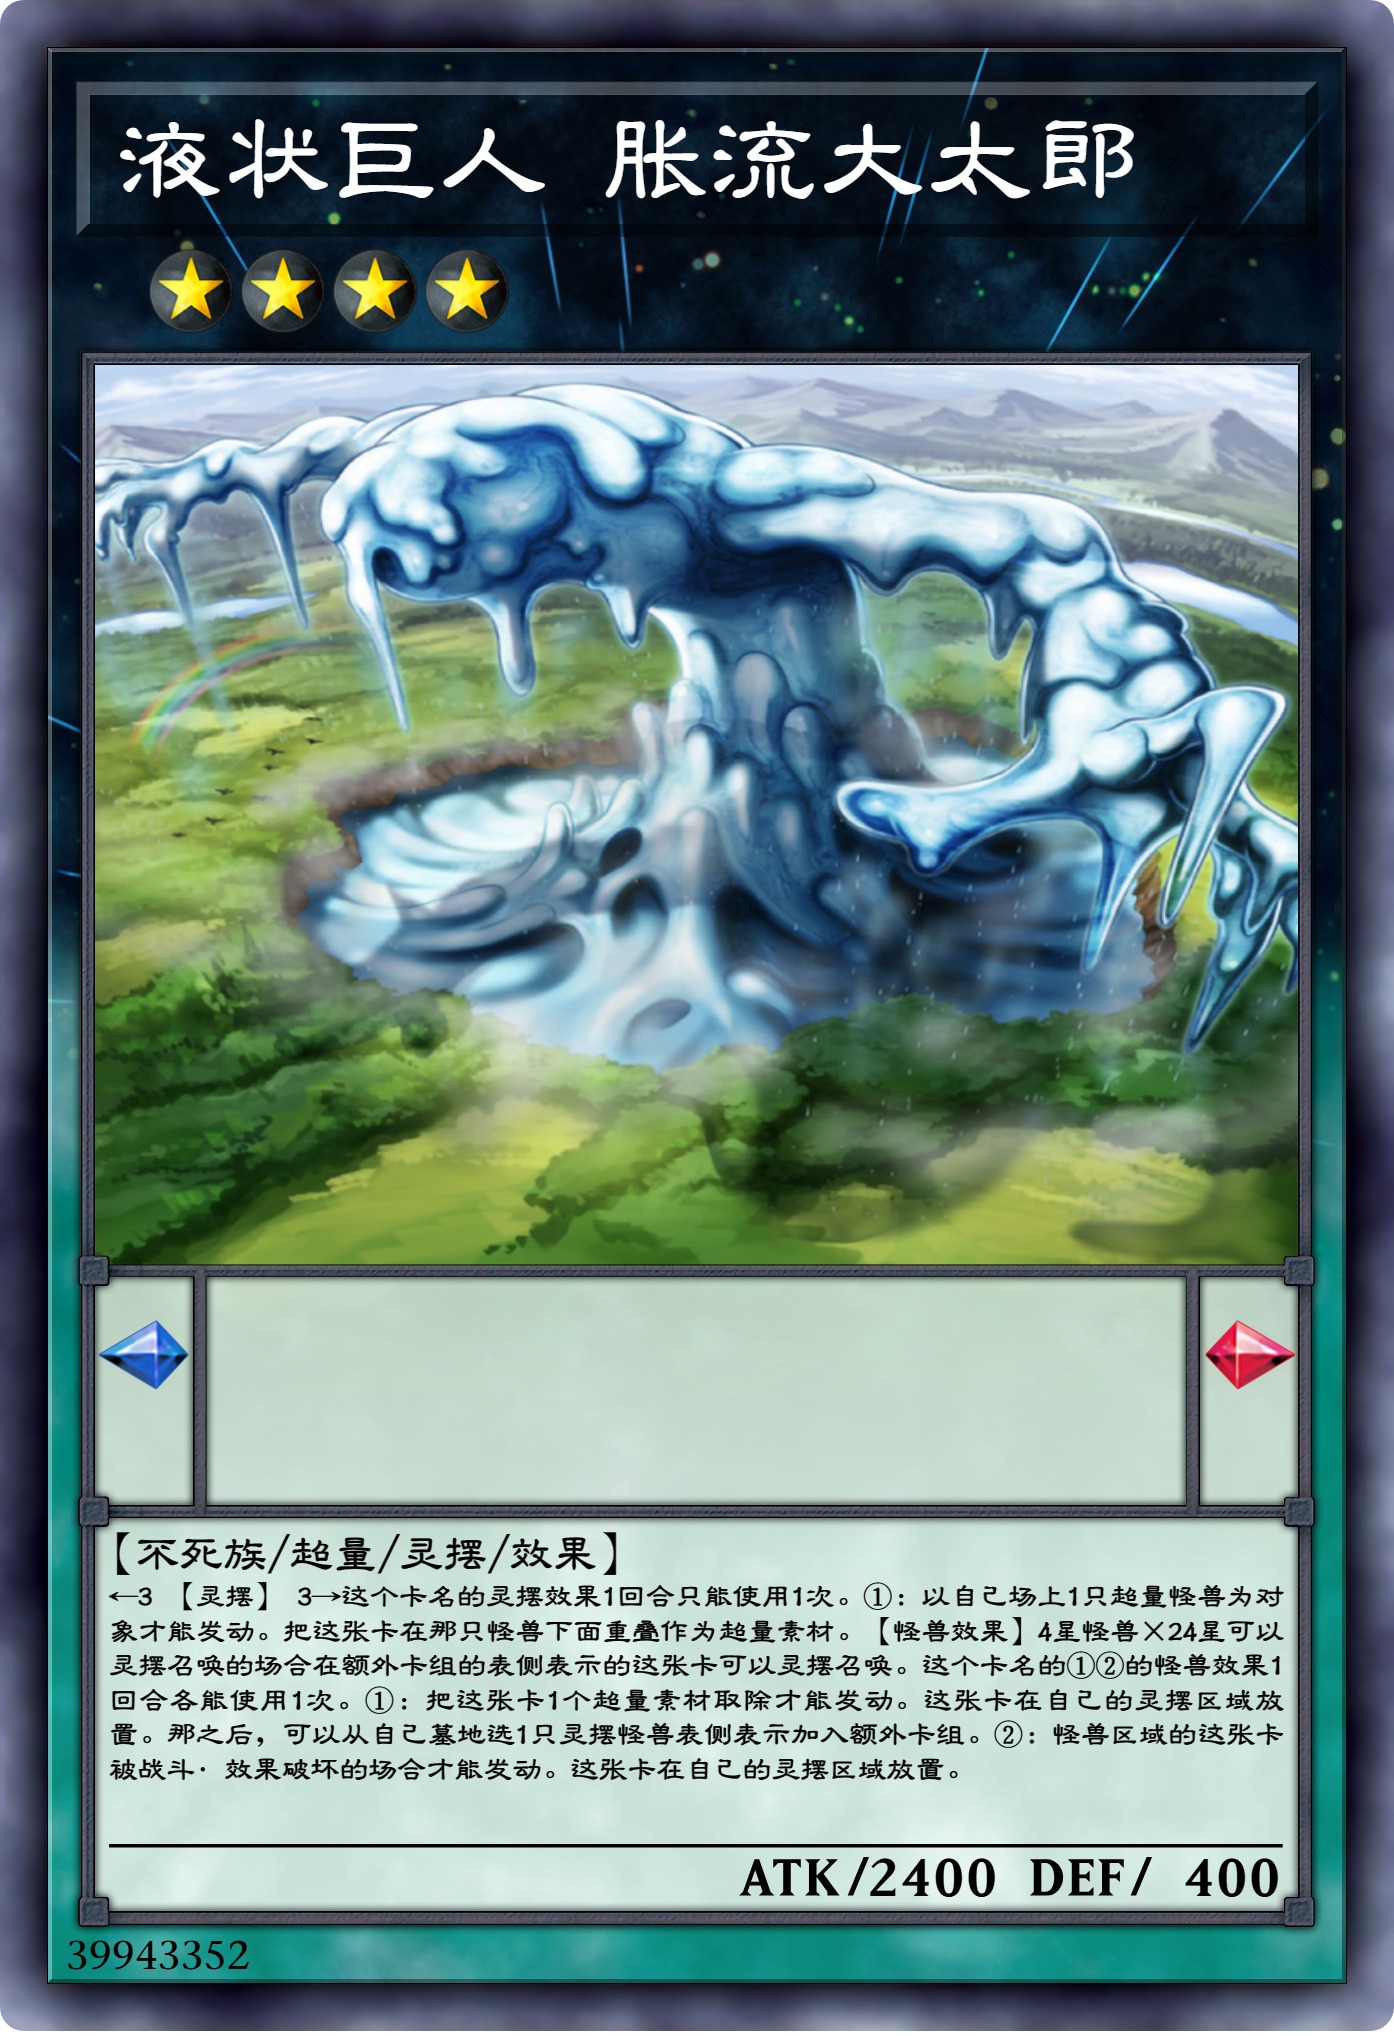 液状巨人 胀流大太郎
【不死族/超量/灵摆/效果】
←3 【灵摆】 3→这个卡名的灵摆效果1回合只能使用1次。①：以自己场上1只超量怪兽为对
象才能发动。把这张卡在那只怪兽下面重叠作为超量素材。【怪兽效果】4星怪兽×24星可以
灵摆召唤的场合在额外卡组的表侧表示的这张卡可以灵摆召唤。这个卡名的①②的怪兽效果1
回合各能使用1次。①：把这张卡1个超量素材取除才能发动。这张卡在自己的灵摆区域放
置。那之后，可以从自己墓地选1只灵摆怪兽表侧表示加入额外卡组。②：怪兽区域的这张卡
被战斗·效果破坏的场合才能发动。这张卡在自己的灵摆区域放置。
ATK/2400 DEF/ 400
39943352